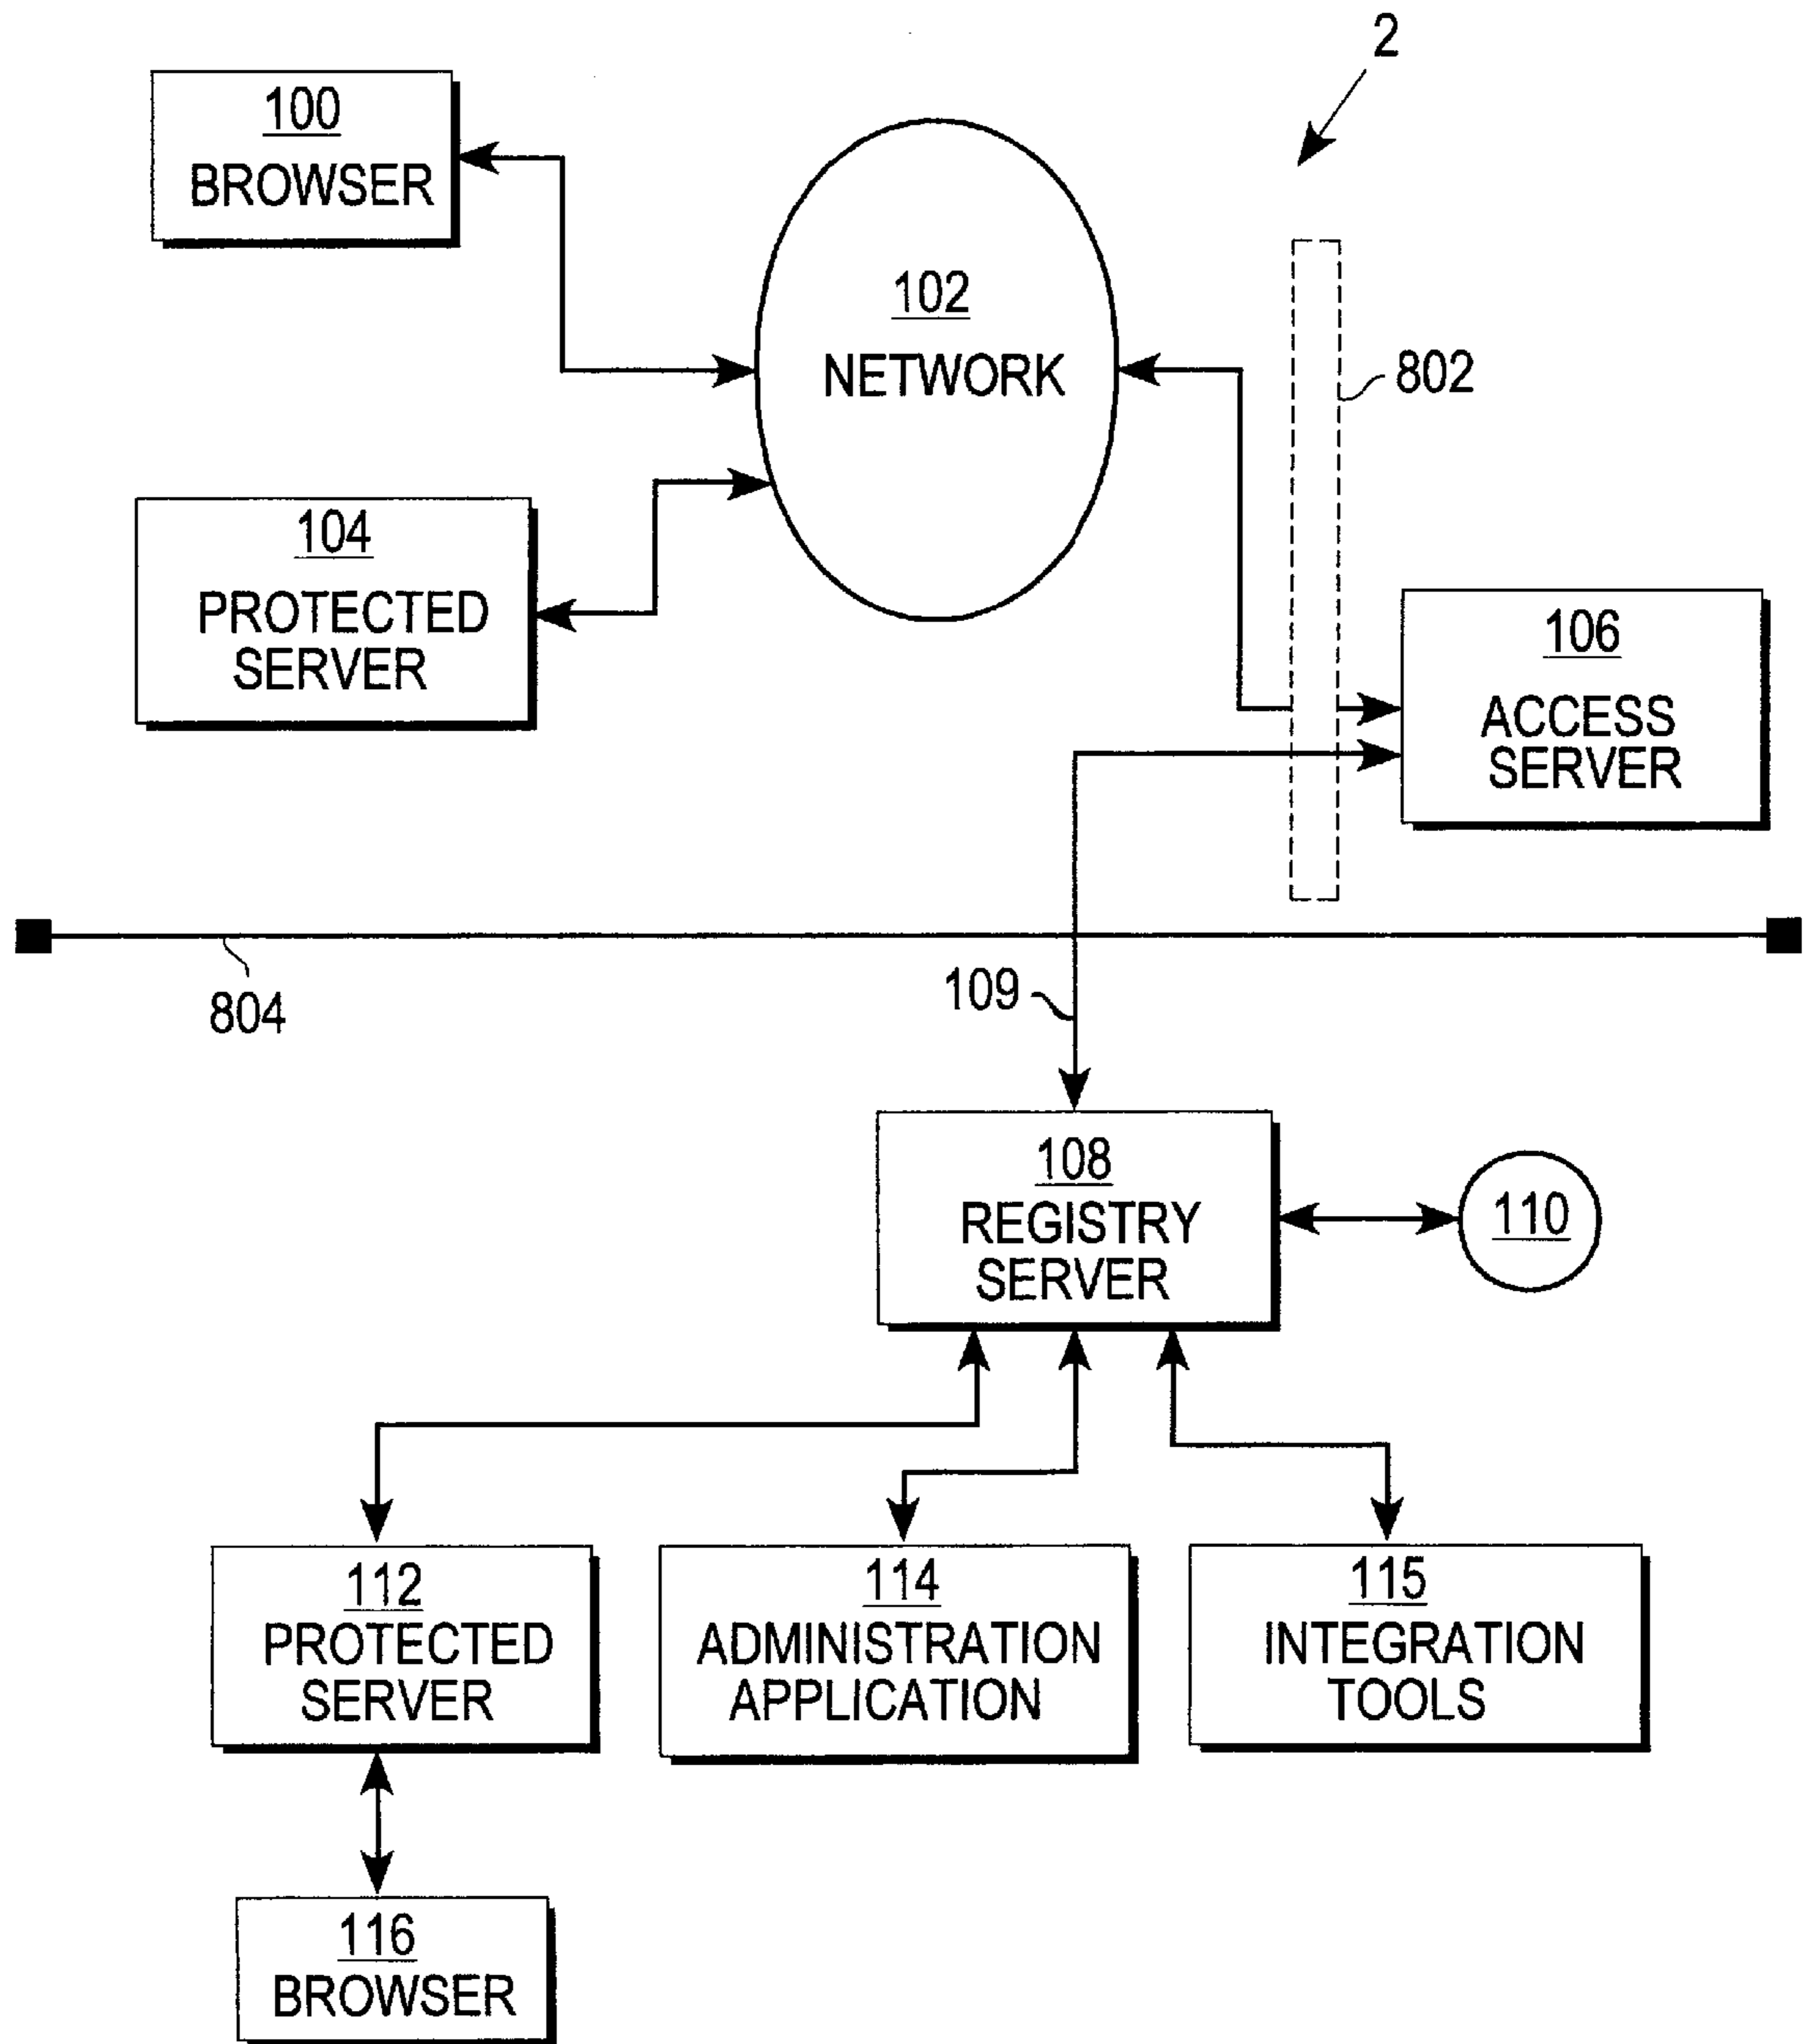 2
100
BROWSER
102
NETWORK
802
104
PROTECTED
SERVER
106
ACCESS
SERVER
804
109
108
REGISTRY
SERVER
110
112
PROTECTED
SERVER
114
ADMINISTRATION
APPLICATION
115
INTEGRATION
TOOLS
116
BROWSER